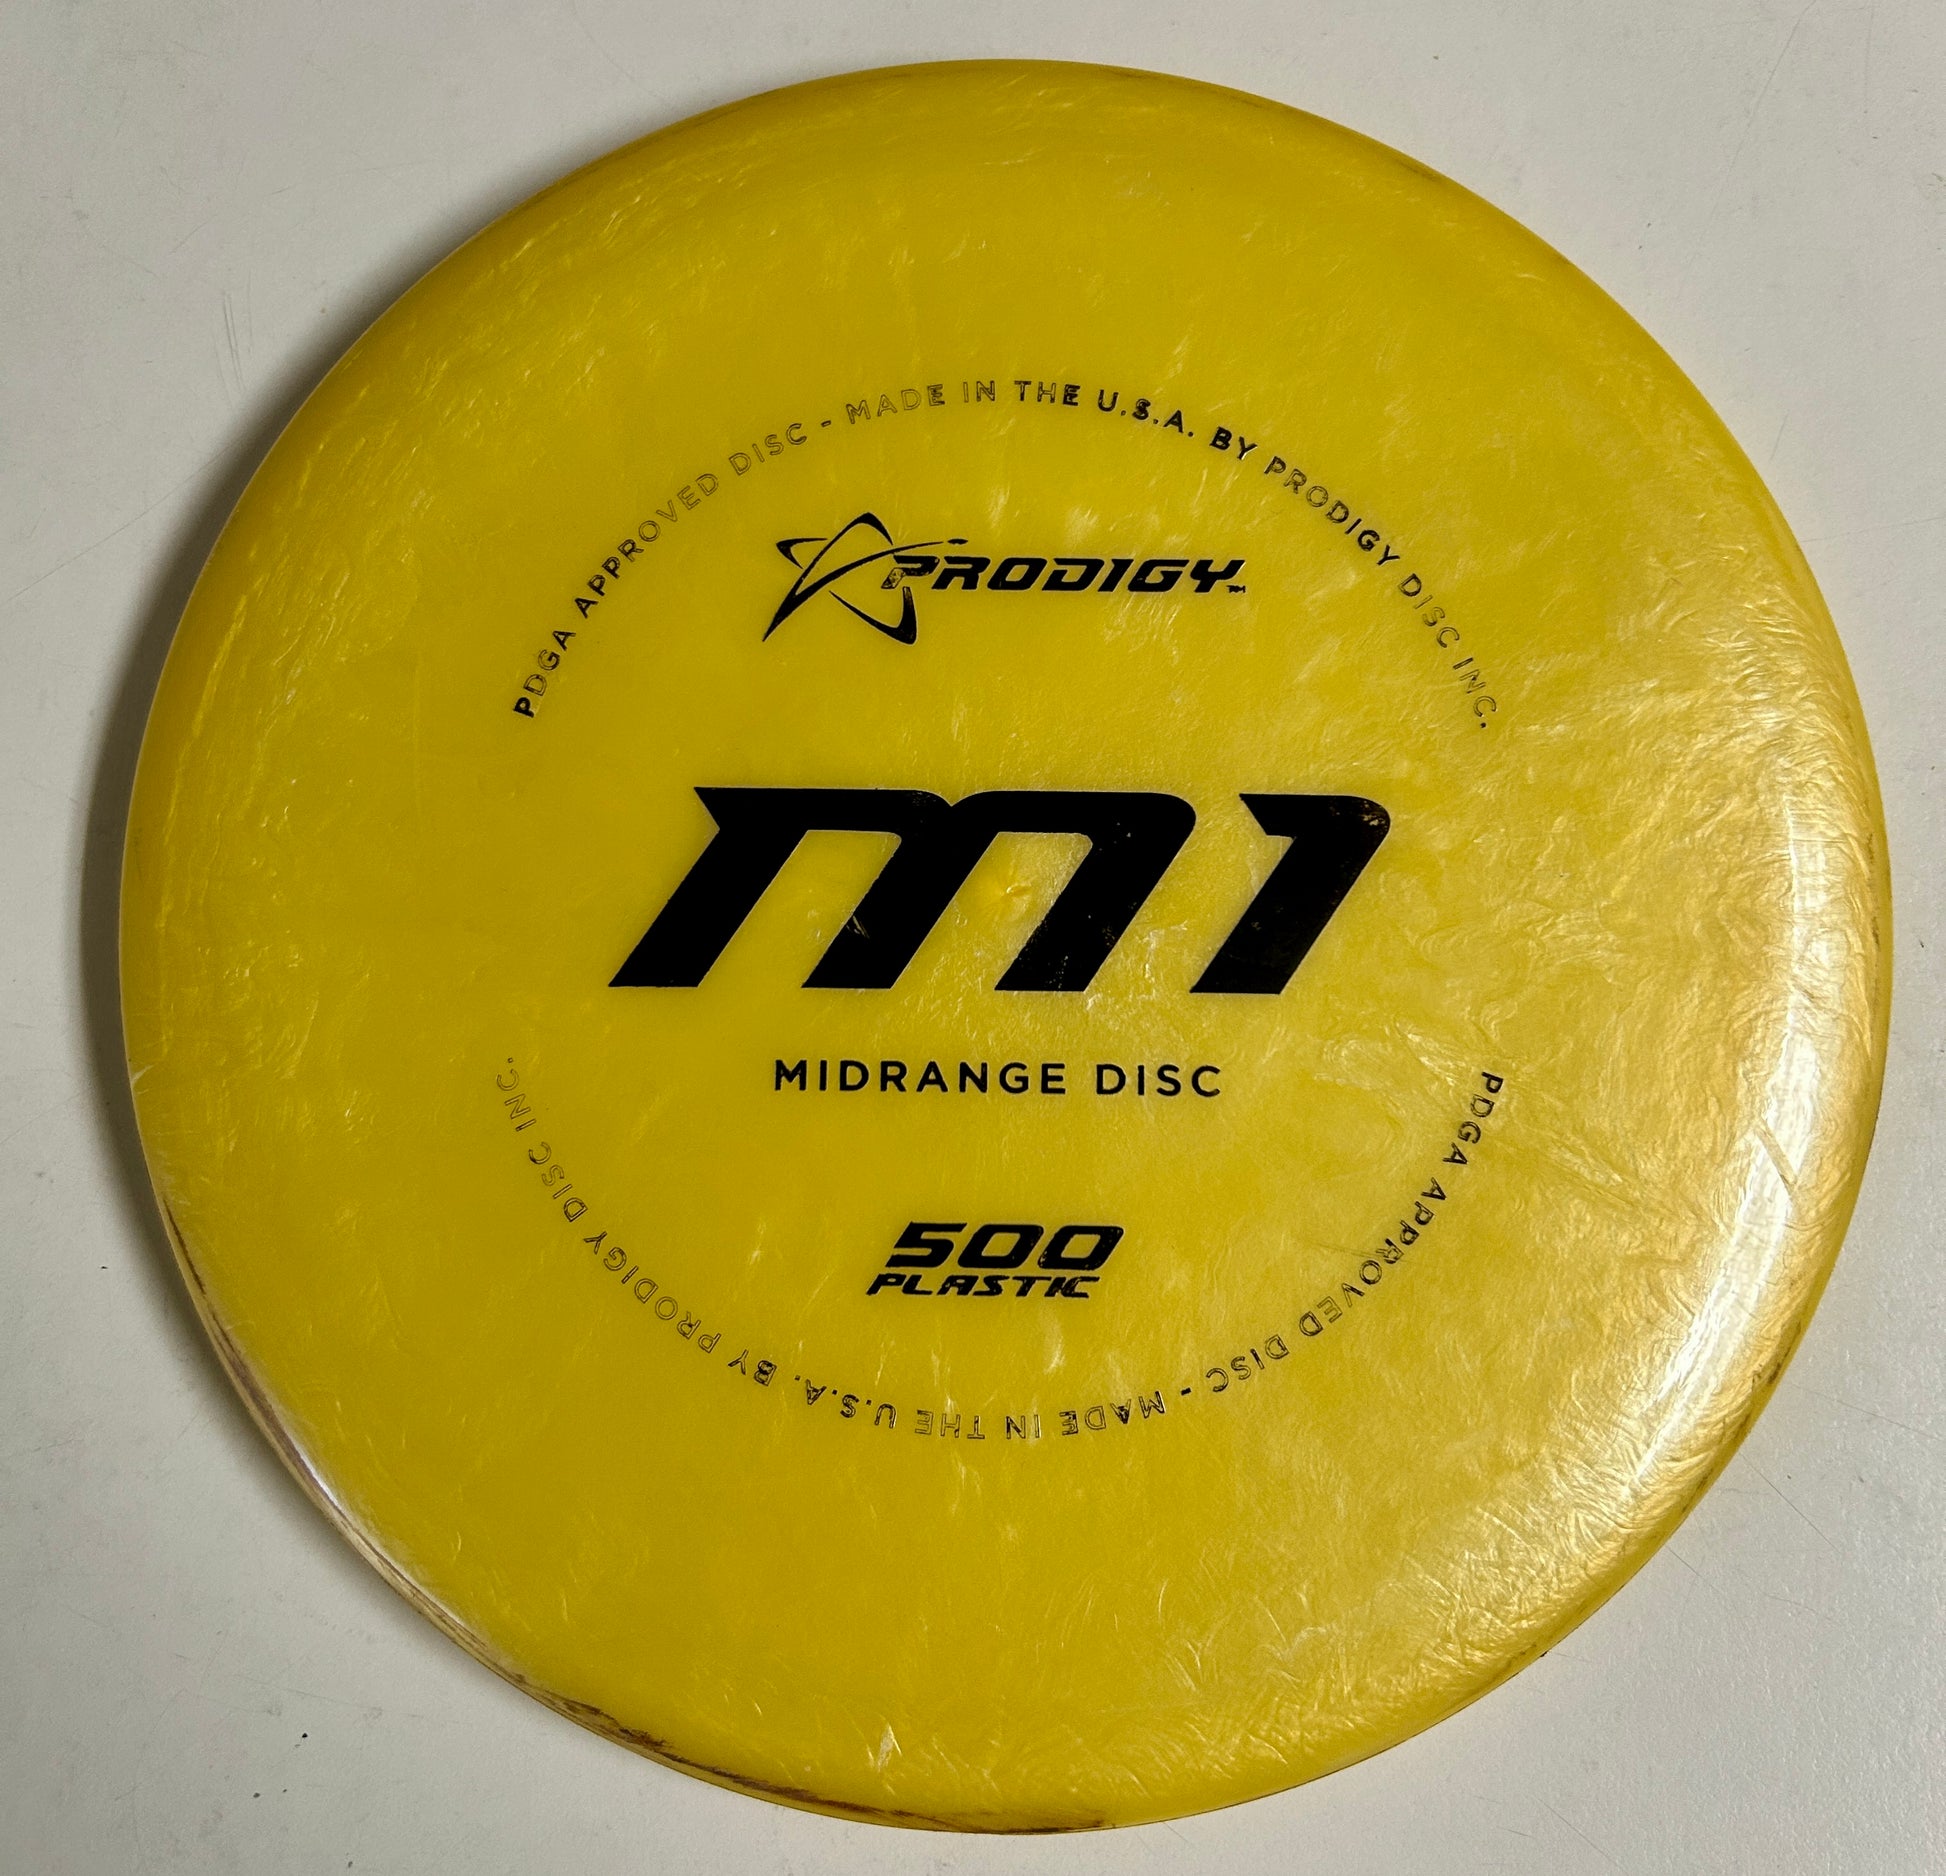 PDGA APPROVED DISC - MADE IN THE U.S.A. BY PRODIGY DISC INC.
PRODIGY™
M1
MIDRANGE DISC
500
PLASTIC
PDGA APPROVED DISC - MADE IN THE U.S.A. BY PRODIGY DISC INC.